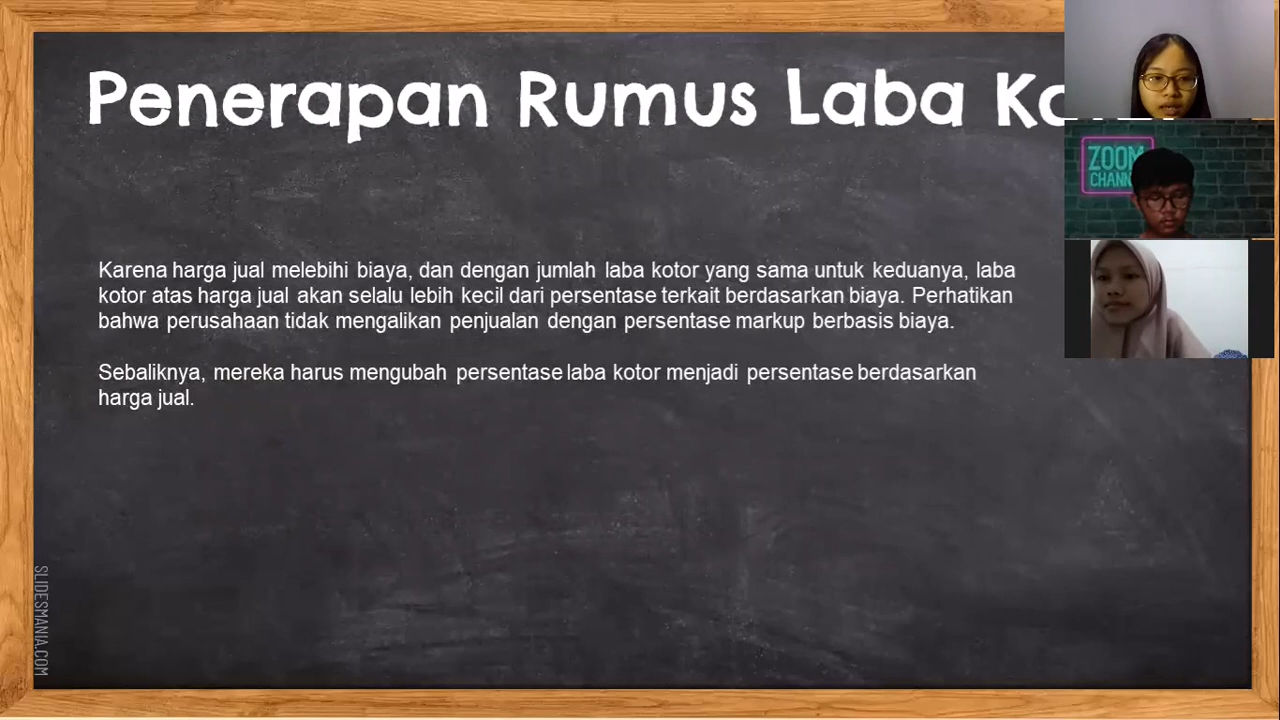 Penerapan Rumus Laba
Karena harga jual melebihi biaya, dan dengan jumlah laba kotor yang sama untuk keduanya, laba
kotor atas harga jual akan selalu lebih kecil dari persentase terkait berdasarkan biaya. Perhatikan
bahwa perusahaan tidak mengalikan penjualan dengan persentase markup berbasis biaya.
Sebaliknya, mereka harus mengubah persentase laba kotor menjadi persentase berdasarkan
harga jual.
SLIDESMANIA.COM
ZOOM